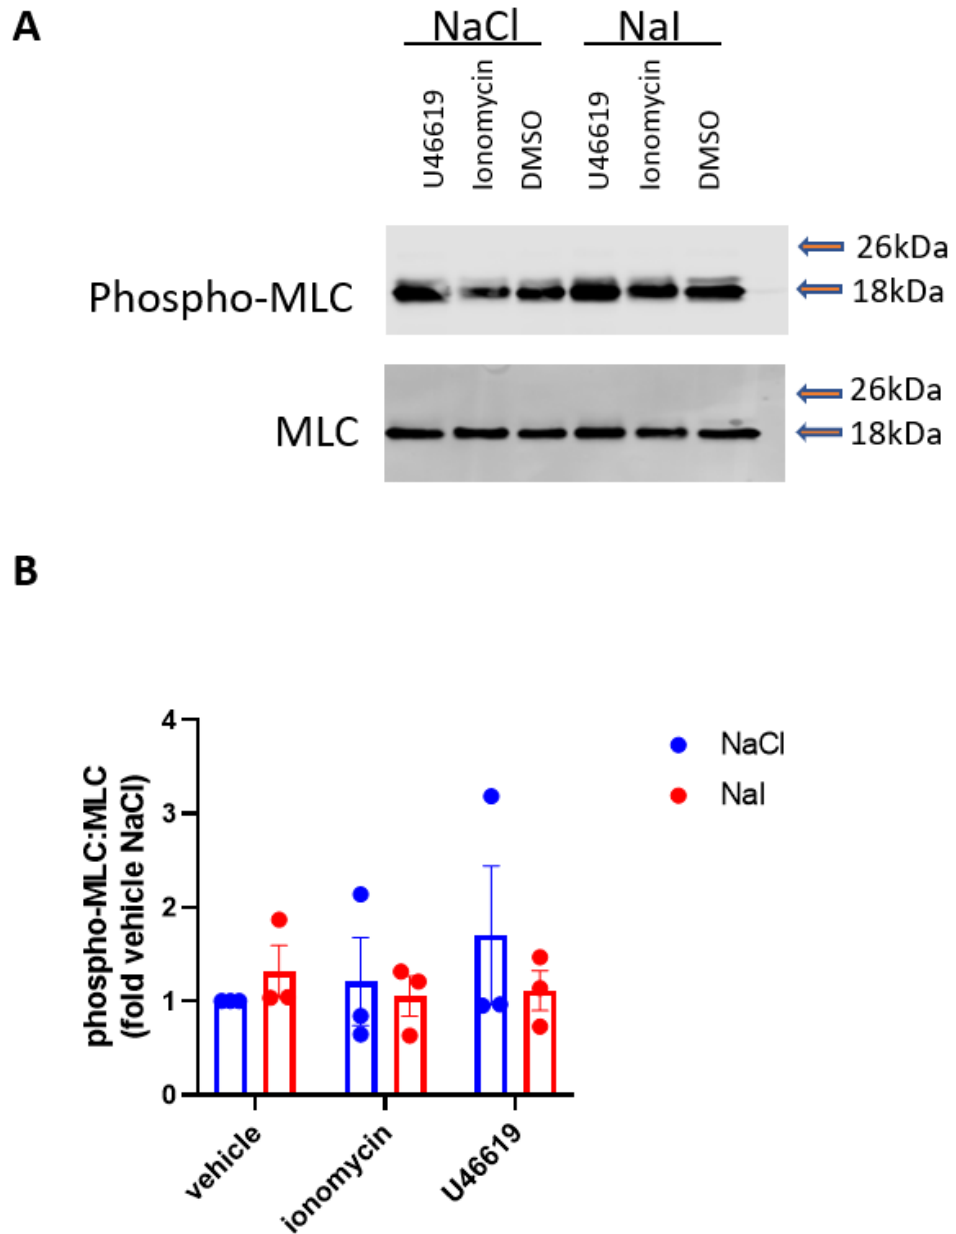 A
NaCl NaI
U46619 Ionomycin DMSO U46619 Ionomycin DMSO
26kDa
Phospho-MLC 18kDa
26kDa
MLC 18kDa
B
phospho-MLC:MLC
(fold vehicle NaCl)
4
3
2
1
0
NaCl
NaI
vehicle ionomycin U46619